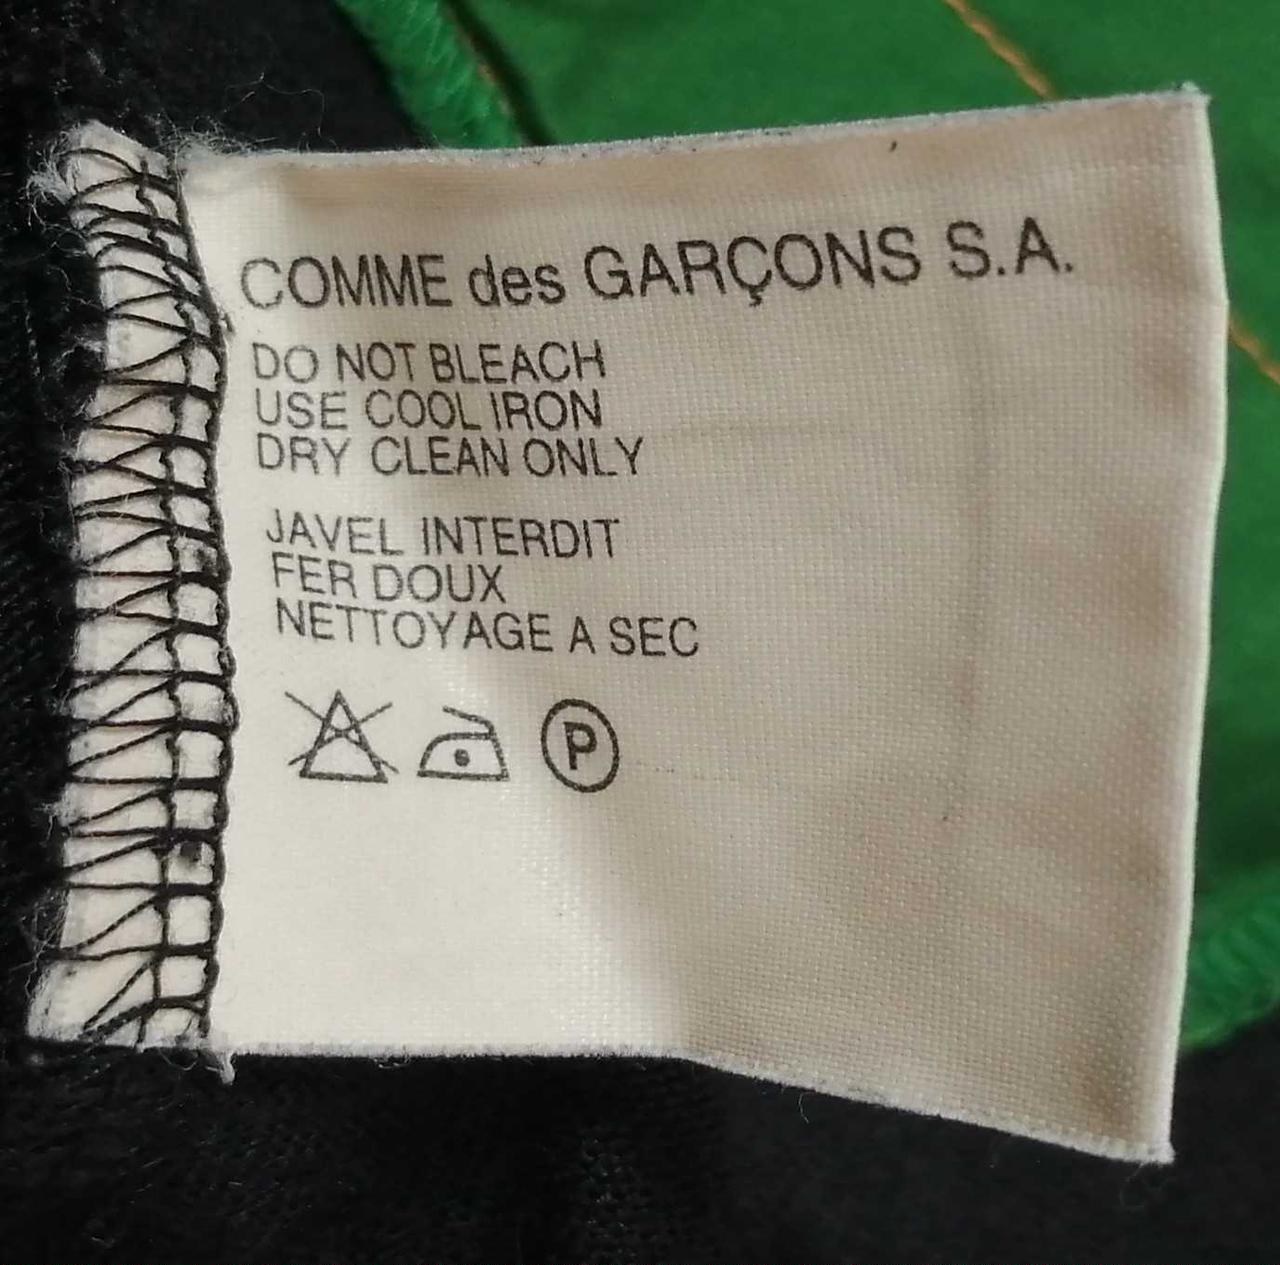 COMME des GARÇONS S.A.
DO NOT BLEACH
USE COOL IRON
DRY CLEAN ONLY
JAVEL INTERDIT
FER DOUX
NETTOYAGE A SEC
P